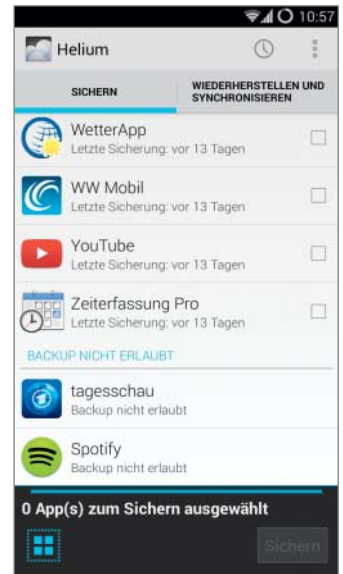 10:57
Helium
SICHERN
WIEDERHERSTELLEN UND
SYNCHRONISIEREN
WetterApp
Letzte Sicherung: vor 13 Tagen
WW Mobil
Letzte Sicherung: vor 13 Tagen
YouTube
Letzte Sicherung: vor 13 Tagen
Zeiterfassung Pro
Letzte Sicherung: vor 13 Tagen
BACKUP NICHT ERLAUBT
tagesschau
Backup nicht erlaubt
Spotify
Backup nicht erlaubt
0 App(s) zum Sichern ausgewählt
Sichern